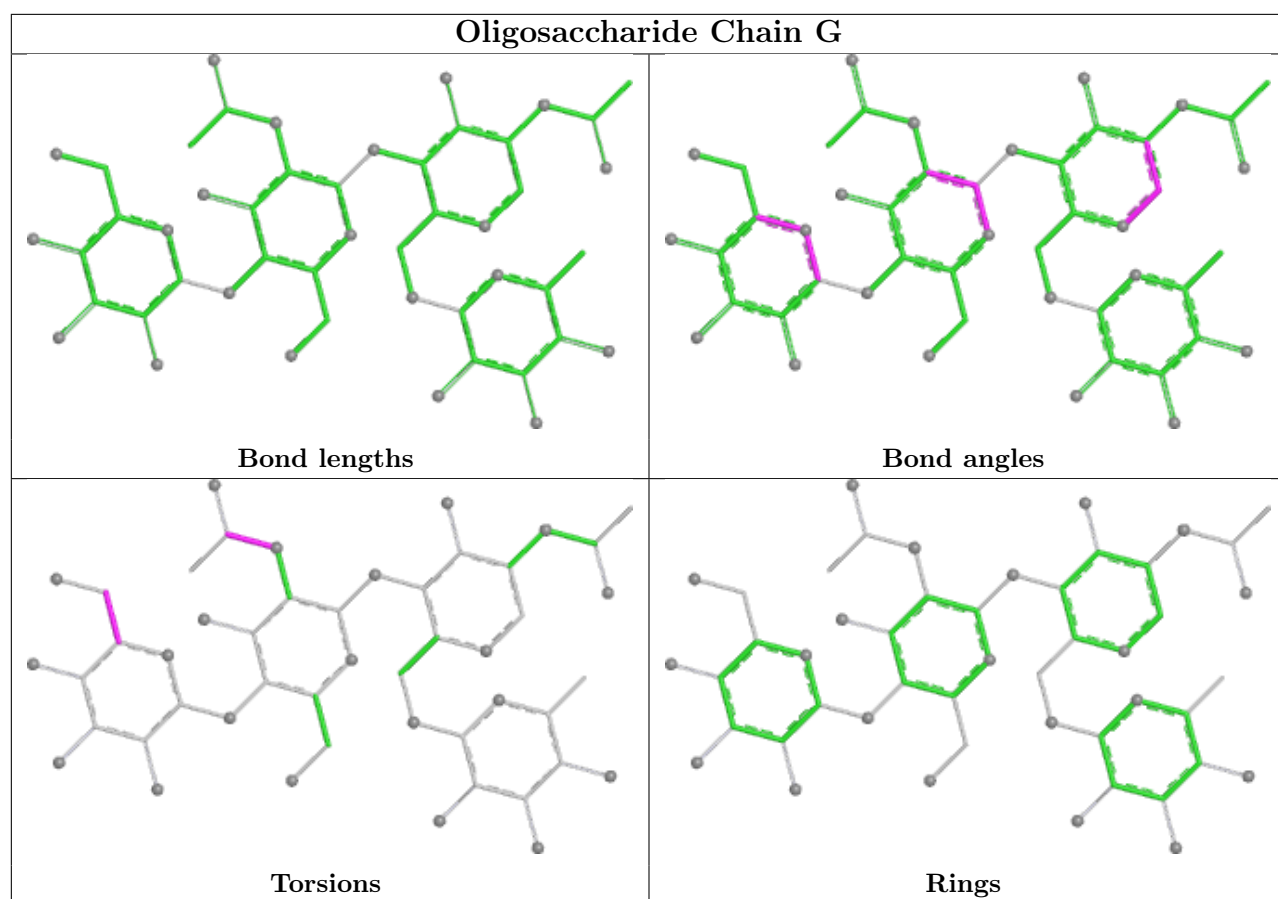 Oligosaccharide Chain G
Bond lengths
Bond angles
Torsions
Rings